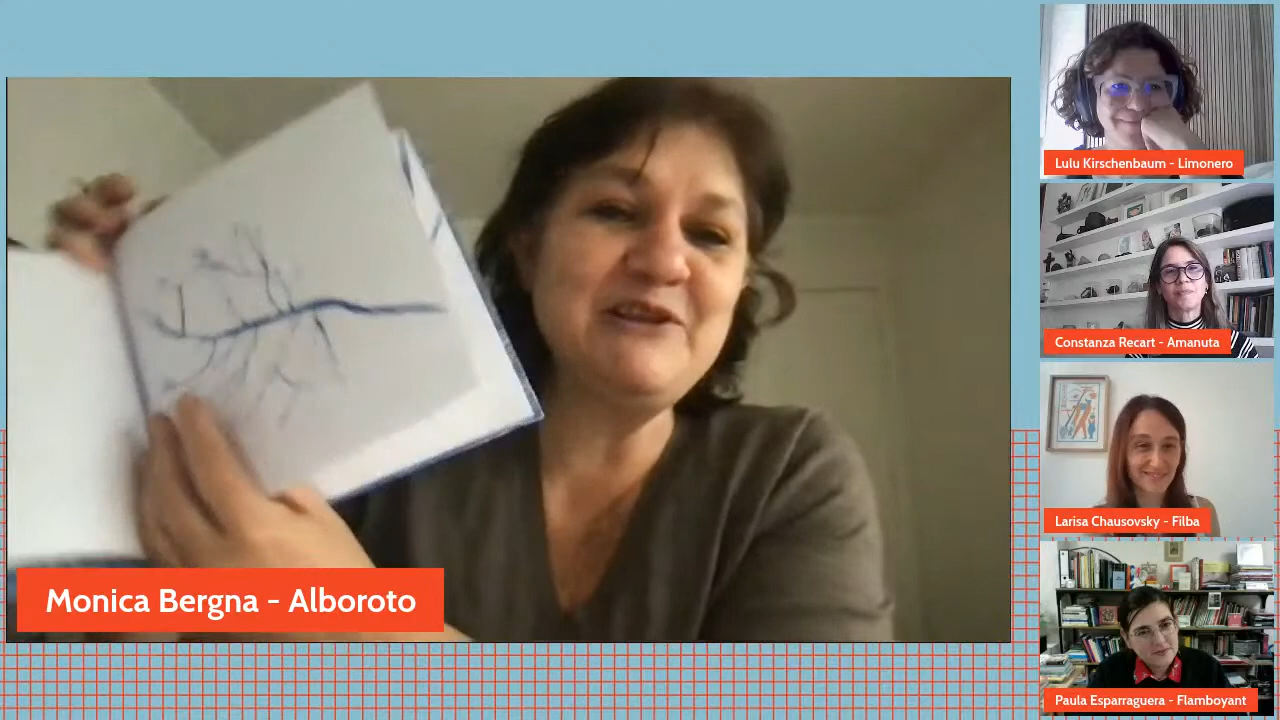 Monica Bergna - Alboroto
Lulu Kirschenbaum - Limonero
Constanza Recart - Amanuta
Larisa Chausovsky - Filba
Paula Esparraguera - Flamboyant